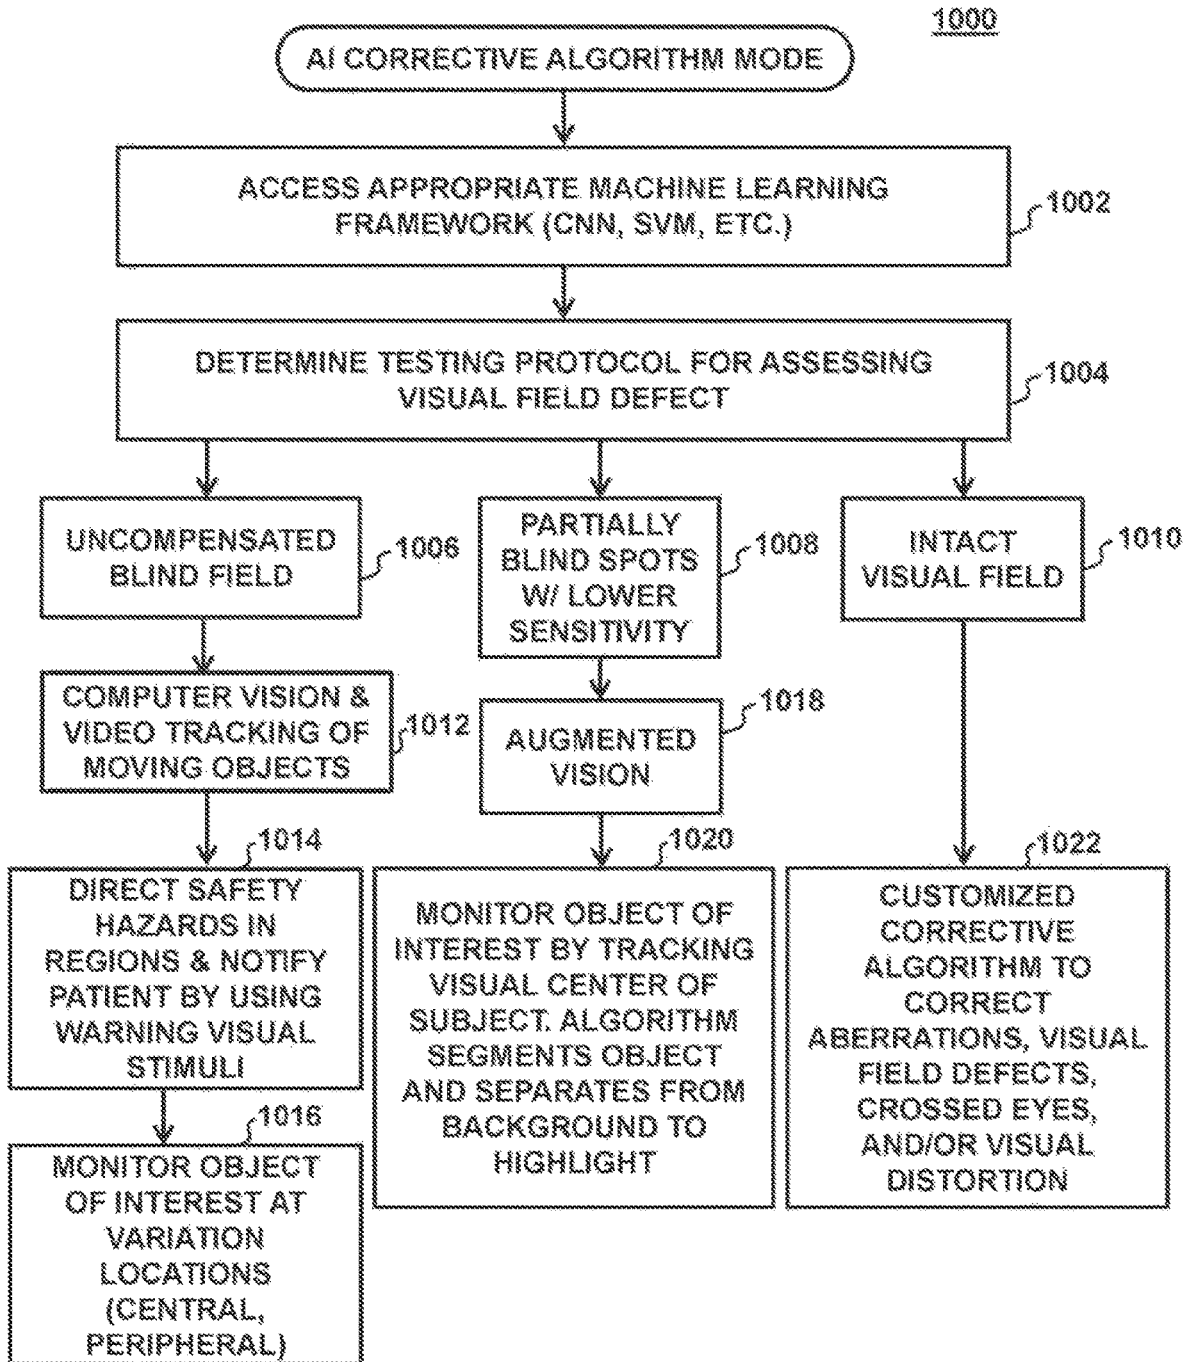 1000
AI CORRECTIVE ALGORITHM MODE
ACCESS APPROPRIATE MACHINE LEARNING
FRAMEWORK (CNN, SVM, ETC.)
1002
DETERMINE TESTING PROTOCOL FOR ASSESSING
VISUAL FIELD DEFECT
1004
UNCOMPENSATED
BLIND FIELD
1006
PARTIALLY
BLIND SPOTS
W/ LOWER
SENSITIVITY
1008
INTACT
VISUAL FIELD
1010
COMPUTER VISION &
VIDEO TRACKING OF
MOVING OBJECTS
1012
AUGMENTED
VISION
1018
1014
DIRECT SAFETY
HAZARDS IN
REGIONS & NOTIFY
PATIENT BY USING
WARNING VISUAL
STIMULI
1020
MONITOR OBJECT OF
INTEREST BY TRACKING
VISUAL CENTER OF
SUBJECT. ALGORITHM
SEGMENTS OBJECT
AND SEPARATES FROM
BACKGROUND TO
HIGHLIGHT
1022
CUSTOMIZED
CORRECTIVE
ALGORITHM TO
CORRECT
ABERRATIONS, VISUAL
FIELD DEFECTS,
CROSSED EYES,
AND/OR VISUAL
DISTORTION
1016
MONITOR OBJECT
OF INTEREST AT
VARIATION
LOCATIONS
(CENTRAL,
PERIPHERAL)